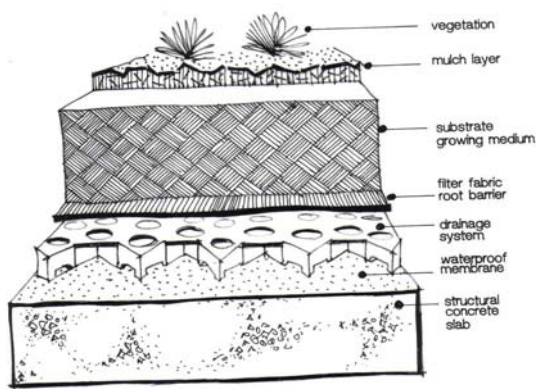 vegetation
mulch layer
substrate
growing medium
filter fabric
root barrier
drainage
system
waterproof
membrane
structural
concrete
slab